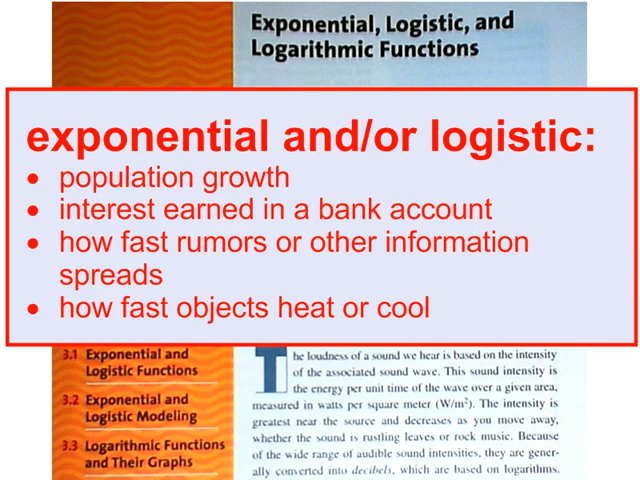 Exponential, Logistic, and
Logarithmic Functions
exponential and/or logistic:
• population growth
• interest earned in a bank account
• how fast rumors or other information
spreads
• how fast objects heat or cool
3.1 Exponential and
Logistic Functions
3.2 Exponential and
Logistic Modeling
3.3 Logarithmic Functions
and Their Graphs
The loudness of a sound we hear is based on the intensity
of the associated sound wave. This sound intensity is
the energy per unit time of the wave over a given area,
measured in watts per square meter (W/m²). The intensity is
greatest near the source and decreases as you move away,
whether the sound is rustling leaves or rock music. Because
of the wide range of audible sound intensities, they are gener-
ally converted into decibels, which are based on logarithms.